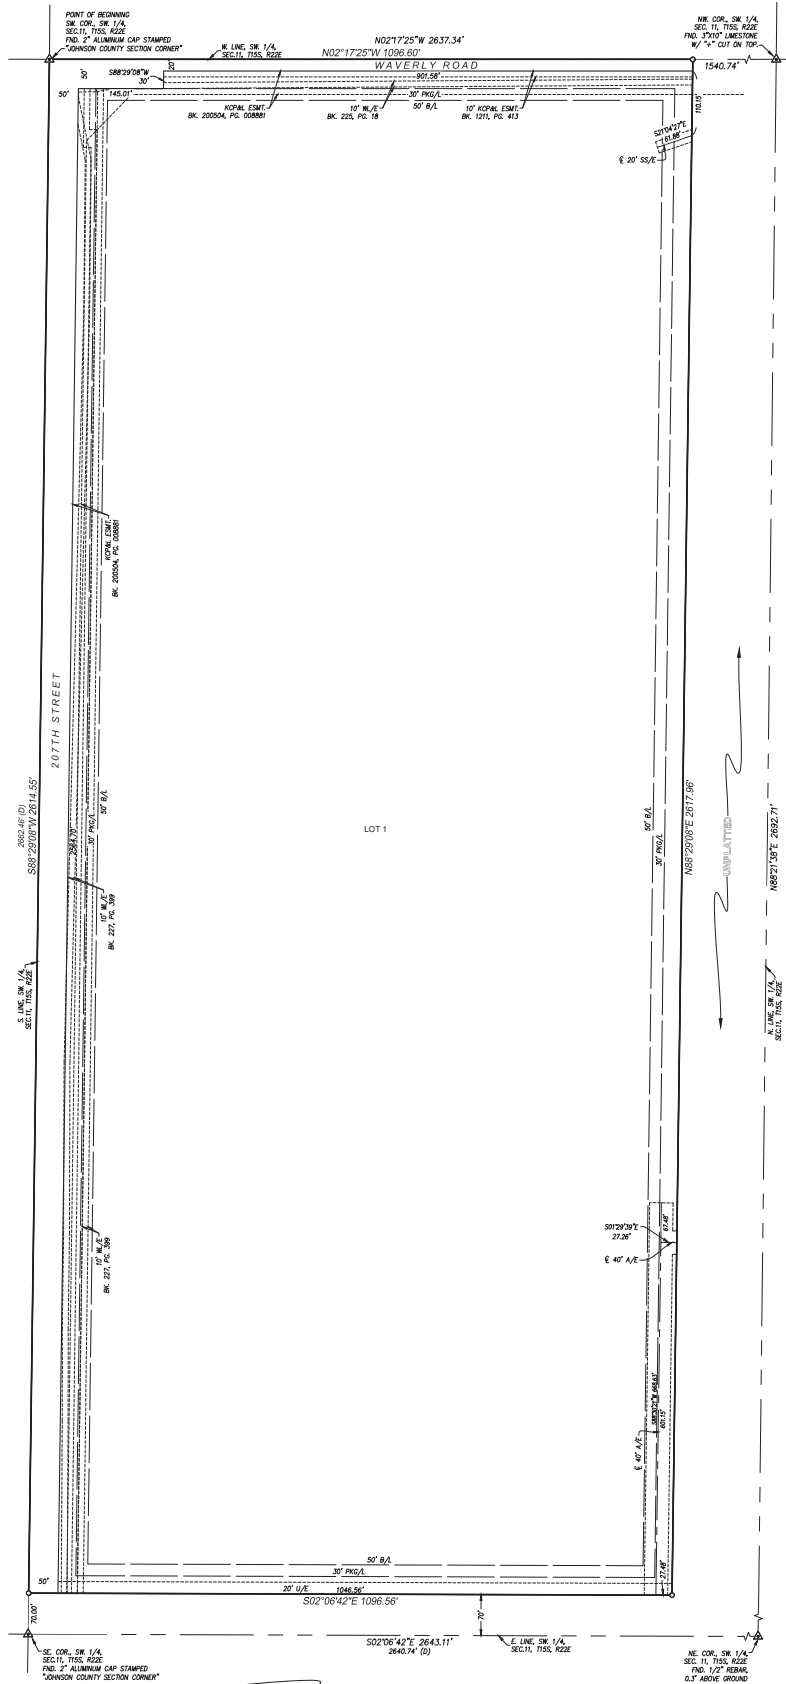 POINT OF BEGINNING
SW. COR., SW. 1/4,
SEC.11, T15S, R22E
FND. 2" ALUMINUM CAP STAMPED
"JOHNSON COUNTY SECTION CORNER"
W. LINE, SW. 1/4,
SEC.11, T15S, R22E
N02°17'25"W 2637.34'
N02°17'25"W 1096.60'
WAVERLY ROAD
NW. COR., SW. 1/4,
SEC.11, T15S, R22E
FND. 3"X10" LIMESTONE
W/ "+" CUT ON TOP.
1540.74'
50'
S88°29'08"W
30'
20'
901.58'
50'
145.01'
30' PKG/L
50' B/L
KCP&L ESMT.
BK. 200504, PG. 008881
10' WL/E
BK. 225, PG. 18
10' KCP&L ESMT.
BK. 1211, PG. 413
110.15'
S21°04'27"E
61.88'
℄ 20' SS/E
KCP&L ESMT.
BK. 200504, PG. 008881
207TH STREET
2662.46' (D)
S88°29'08"W 2614.55'
50' B/L
30' PKG/L
10' WL/E
BK. 227, PG. 399
LOT 1
50' B/L
30' PKG/L
N88°29'08"E 2617.96'
UNPLATTED
N88°21'38"E 2692.71'
S. LINE, SW. 1/4,
SEC.11, T15S, R22E
N. LINE, SW. 1/4,
SEC.11, T15S, R22E
10' WL/E
BK. 227, PG. 399
67.48'
S01°29'39"E
27.26'
℄ 40' A/E
S88°30'21"W 668.63'
601.15'
℄ 40' A/E
50' B/L
30' PKG/L
20' U/E
1046.56'
27.48'
50'
S02°06'42"E 1096.56'
70.00'
70'
S02°06'42"E 2643.11'
2640.74' (D)
E. LINE, SW. 1/4,
SEC.11, T15S, R22E
SE. COR., SW. 1/4,
SEC.11, T15S, R22E
FND. 2" ALUMINUM CAP STAMPED
"JOHNSON COUNTY SECTION CORNER"
NE. COR., SW. 1/4,
SEC. 11, T15S, R22E
FND. 1/2" REBAR,
0.3' ABOVE GROUND